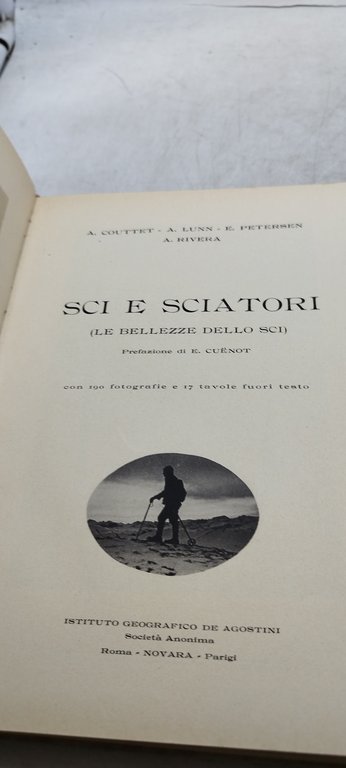 A. COUTTET - A. LUNN - E. PETERSEN
A. RIVERA
SCI E SCIATORI
(LE BELLEZZE DELLO SCI)
Prefazione di E. CUËNOT
con 190 fotografie e 17 tavole fuori testo
ISTITUTO GEOGRAFICO DE AGOSTINI
Società Anonima
Roma - NOVARA - Parigi